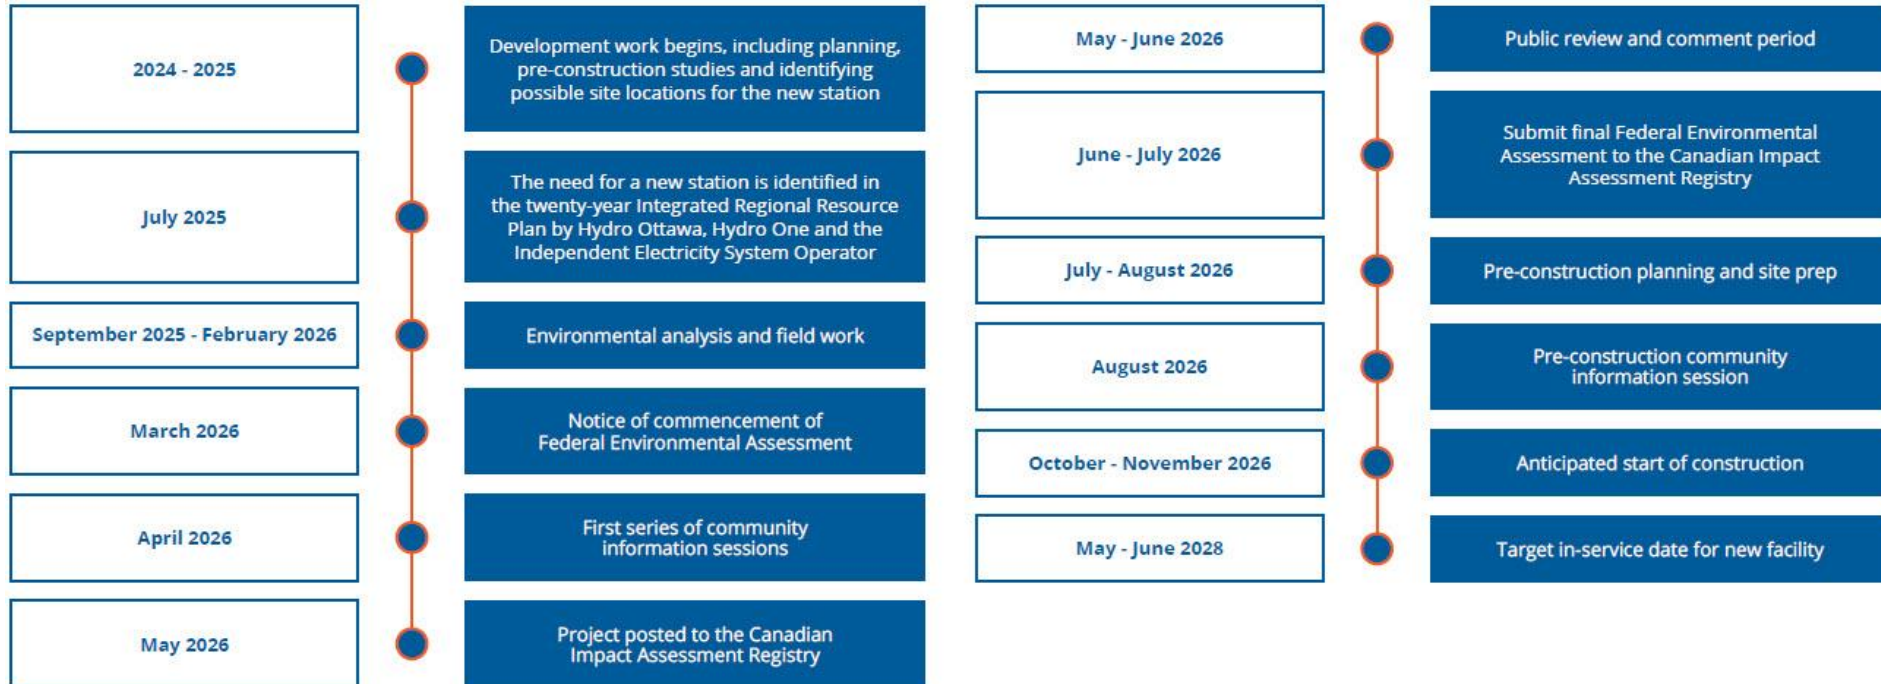 2024 - 2025
Development work begins, including planning,
pre-construction studies and identifying
possible site locations for the new station
July 2025
The need for a new station is identified in
the twenty-year Integrated Regional Resource
Plan by Hydro Ottawa, Hydro One and the
Independent Electricity System Operator
September 2025 - February 2026
Environmental analysis and field work
March 2026
Notice of commencement of
Federal Environmental Assessment
April 2026
First series of community
information sessions
May 2026
Project posted to the Canadian
Impact Assessment Registry
May - June 2026
Public review and comment period
June - July 2026
Submit final Federal Environmental
Assessment to the Canadian Impact
Assessment Registry
July - August 2026
Pre-construction planning and site prep
August 2026
Pre-construction community
information session
October - November 2026
Anticipated start of construction
May - June 2028
Target in-service date for new facility